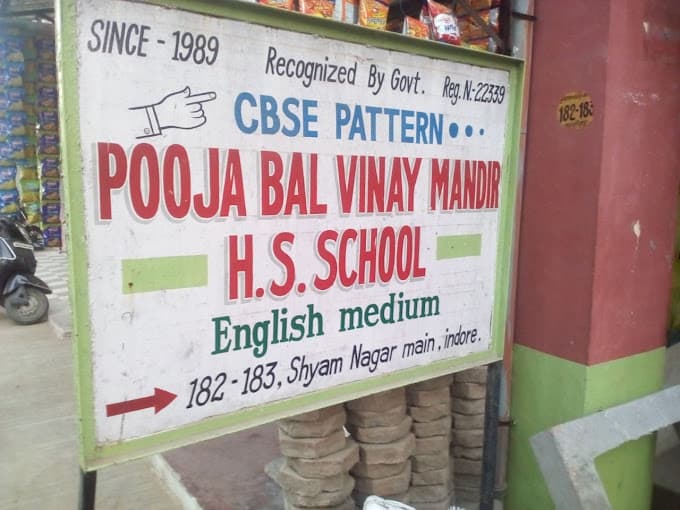 SINCE - 1989
Recognized By Govt. Reg. N:-22339
CBSE PATTERN...
POOJA BAL VINAY MANDIR
H.S. SCHOOL
English medium
182-183, Shyam Nagar main, indore.
182-183